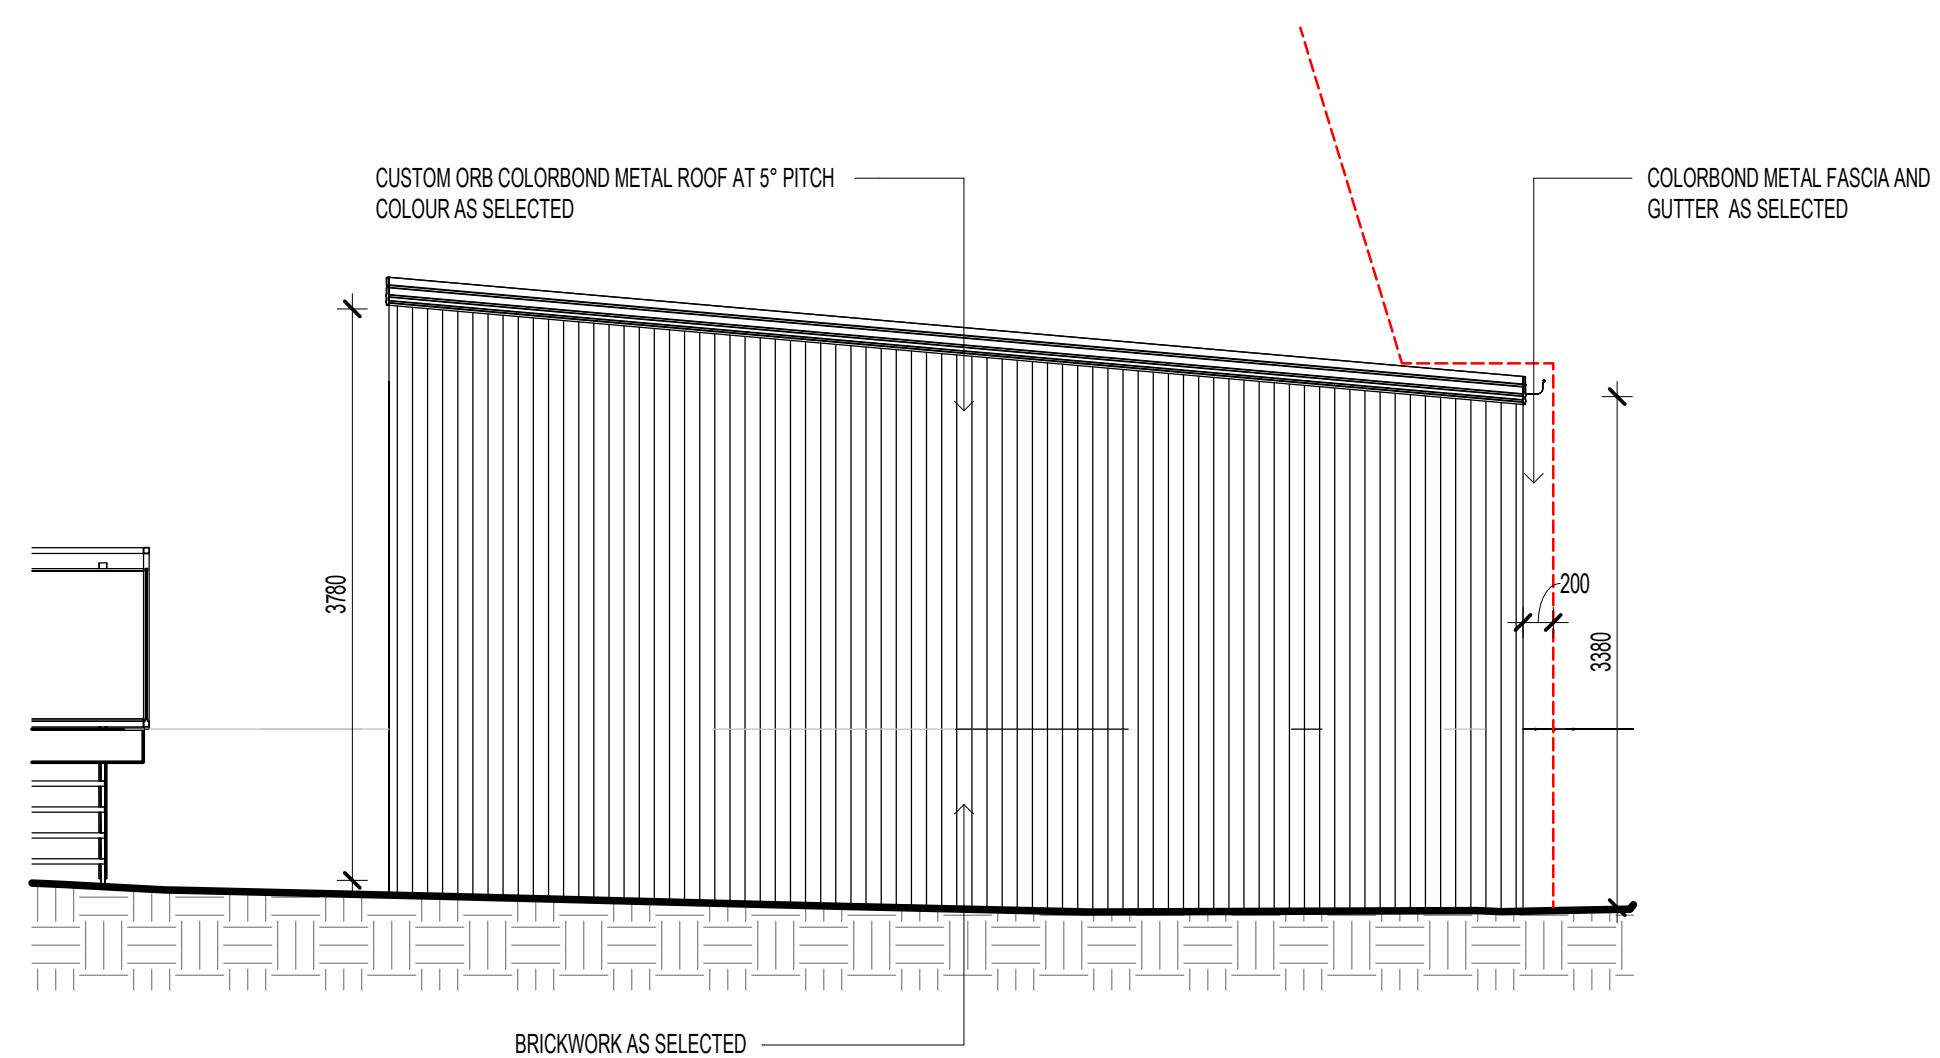 CUSTOM ORB COLORBOND METAL ROOF AT 5° PITCH
COLOUR AS SELECTED
COLORBOND METAL FASCIA AND
GUTTER AS SELECTED
3780
200
3380
BRICKWORK AS SELECTED